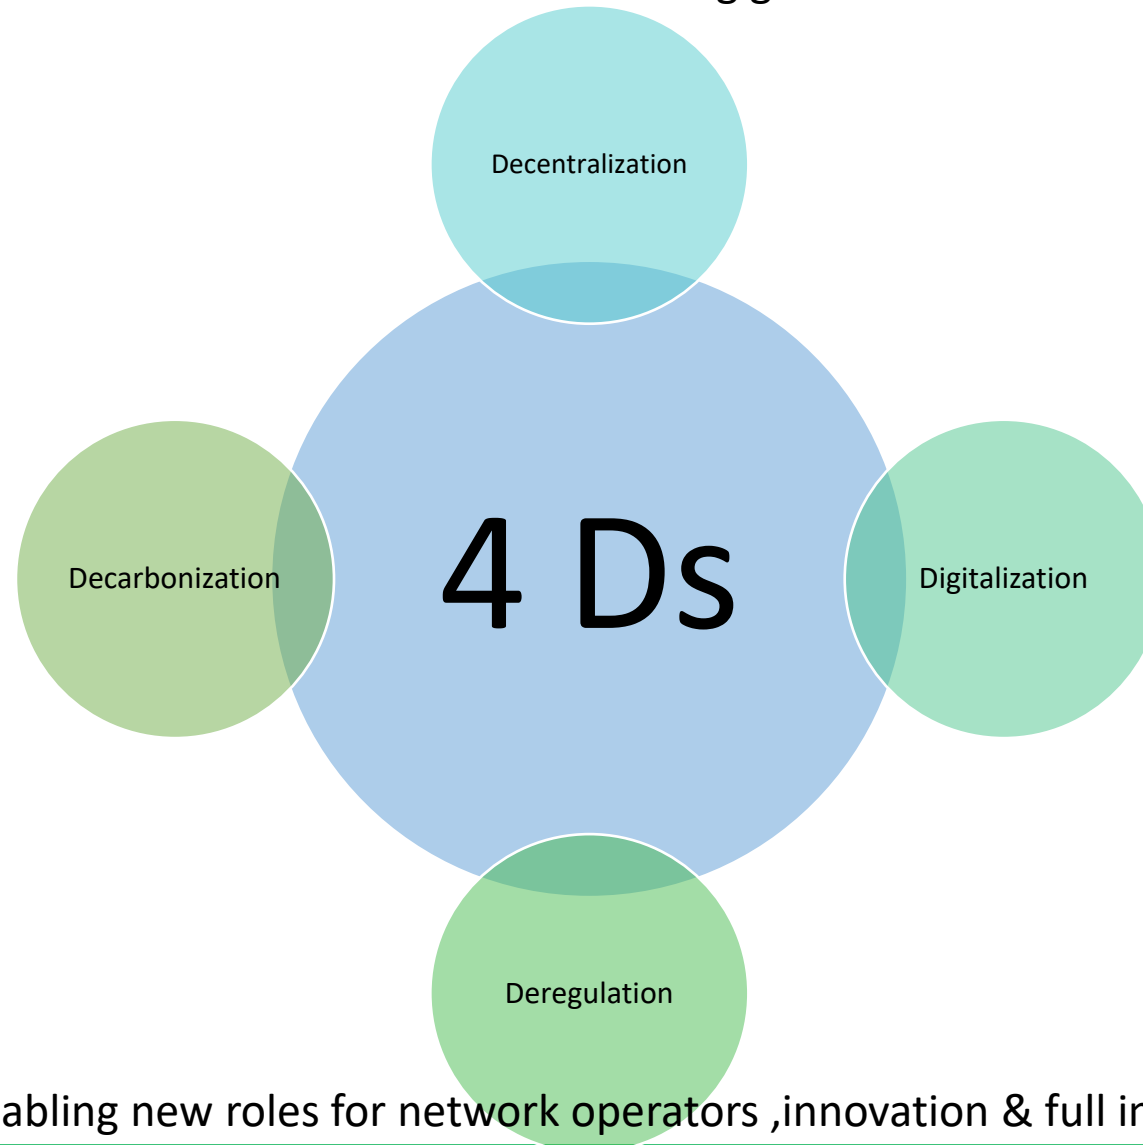 Decentralization
Decarbonization
4 Ds
Digitalization
Deregulation
abling new roles for network operators ,innovation & full in